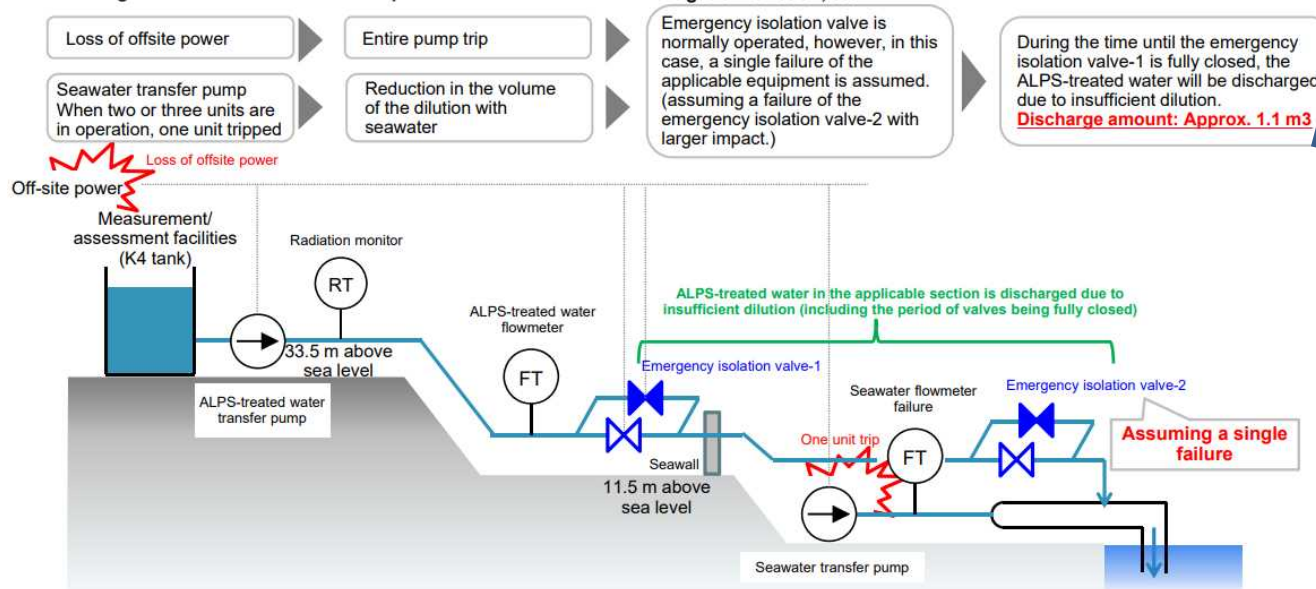 Loss of offsite power
Entire pump trip
Emergency isolation valve is
normally operated, however, in this
case, a single failure of the
applicable equipment is assumed.
(assuming a failure of the
emergency isolation valve-2 with
larger impact.)
During the time until the emergency
isolation valve-1 is fully closed, the
ALPS-treated water will be discharged
due to insufficient dilution.
Discharge amount: Approx. 1.1 m3
Seawater transfer pump
When two or three units are
in operation, one unit tripped
Reduction in the volume
of the dilution with
seawater
Loss of offsite power
Off-site power
Measurement/
assessment facilities
(K4 tank)
Radiation monitor
RT
ALPS-treated water
flowmeter
FT
ALPS-treated water in the applicable section is discharged due to
insufficient dilution (including the period of valves being fully closed)
33.5 m above
sea level
ALPS-treated water
transfer pump
Emergency isolation valve-1
Seawater flowmeter
failure
Emergency isolation valve-2
One unit trip
FT
Assuming a single
failure
Seawall
11.5 m above
sea level
Seawater transfer pump